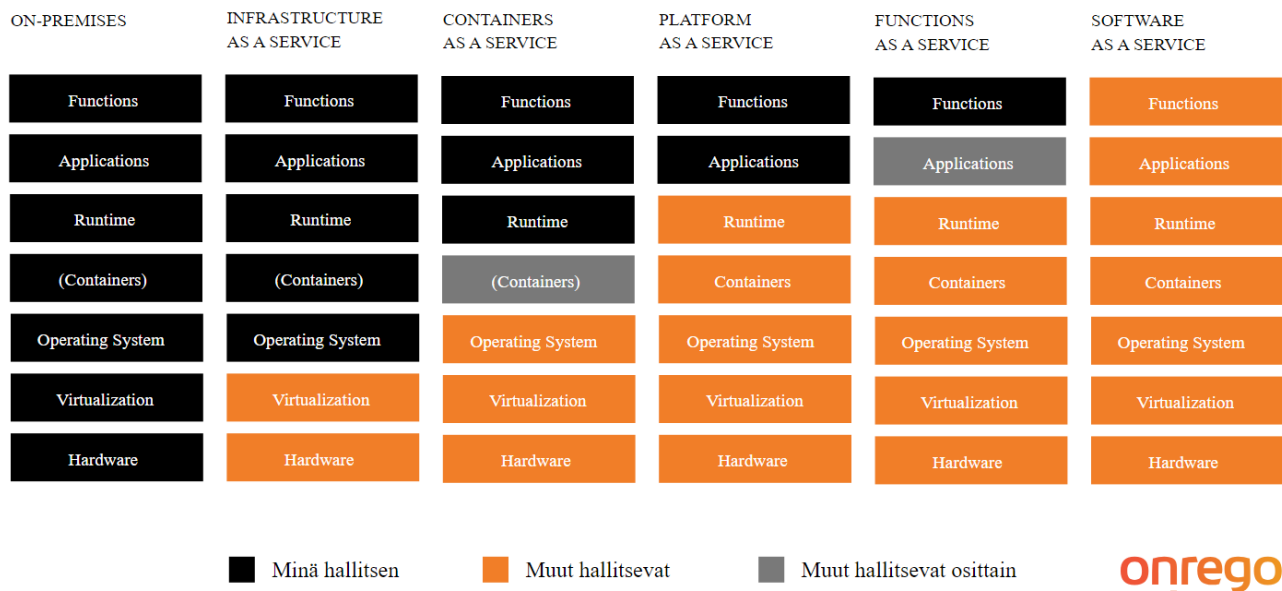 ON-PREMISES
INFRASTRUCTURE
AS A SERVICE
CONTAINERS
AS A SERVICE
PLATFORM
AS A SERVICE
FUNCTIONS
AS A SERVICE
SOFTWARE
AS A SERVICE
Functions
Functions
Functions
Functions
Functions
Functions
Applications
Applications
Applications
Applications
Applications
Applications
Runtime
Runtime
Runtime
Runtime
Runtime
Runtime
(Containers)
(Containers)
(Containers)
Containers
Containers
Containers
Operating System
Operating System
Operating System
Operating System
Operating System
Operating System
Virtualization
Virtualization
Virtualization
Virtualization
Virtualization
Virtualization
Hardware
Hardware
Hardware
Hardware
Hardware
Hardware
Minä hallitsen
Muut hallitsevat
Muut hallitsevat osittain
onrego